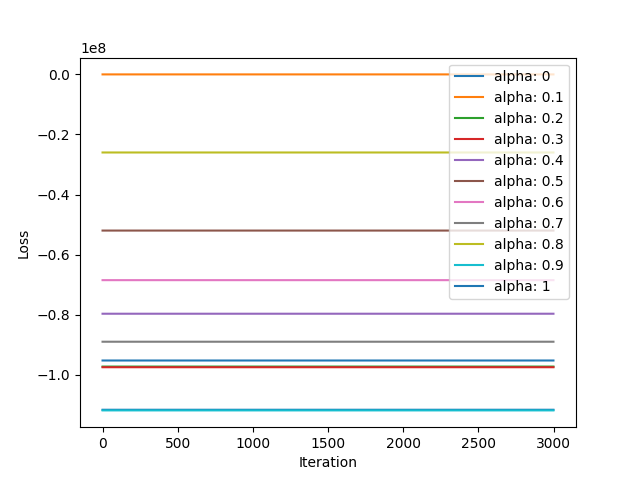 1e8
0.0
−0.2
−0.4
−0.6
−0.8
−1.0
Loss
0 500 1000 1500 2000 2500 3000
Iteration
alpha: 0
alpha: 0.1
alpha: 0.2
alpha: 0.3
alpha: 0.4
alpha: 0.5
alpha: 0.6
alpha: 0.7
alpha: 0.8
alpha: 0.9
alpha: 1